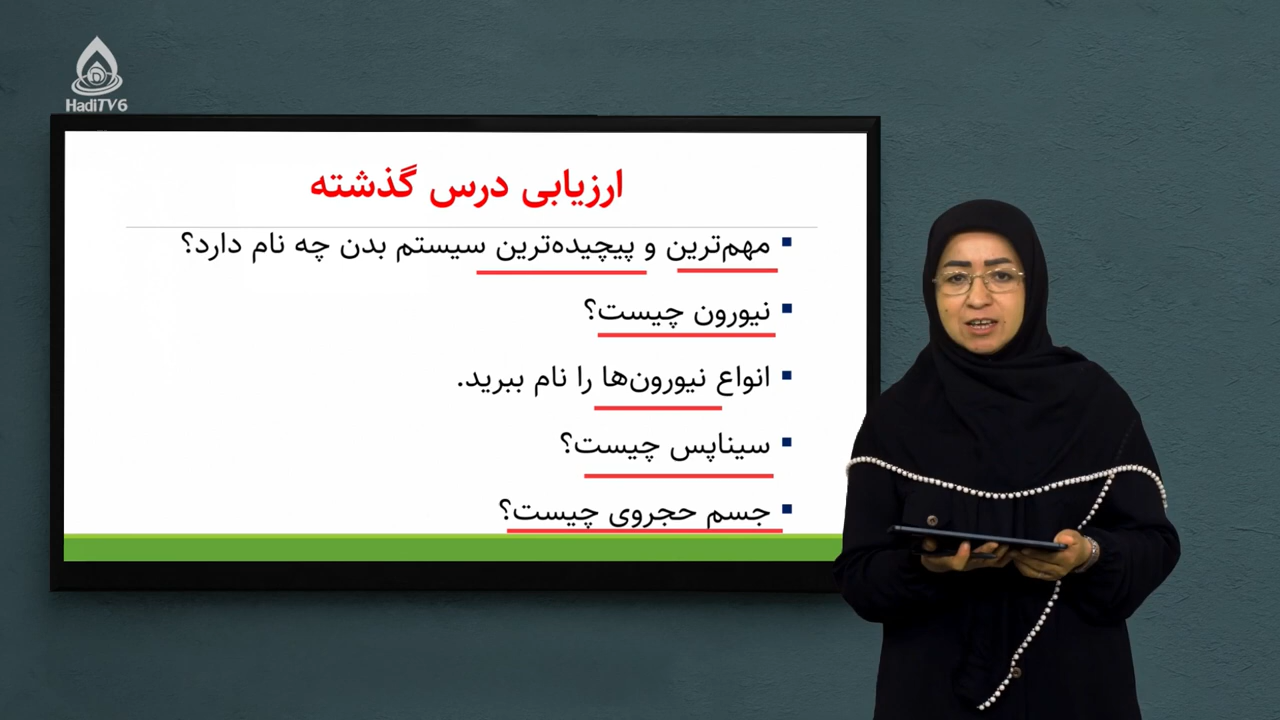 HadiTV6
ارزیابی درس گذشته
مهم‌ترین و پیچیده‌ترین سیستم بدن چه نام دارد؟
نیورون چیست؟
انواع نیورون‌ها را نام ببرید.
سیناپس چیست؟
جسم حجروی چیست؟